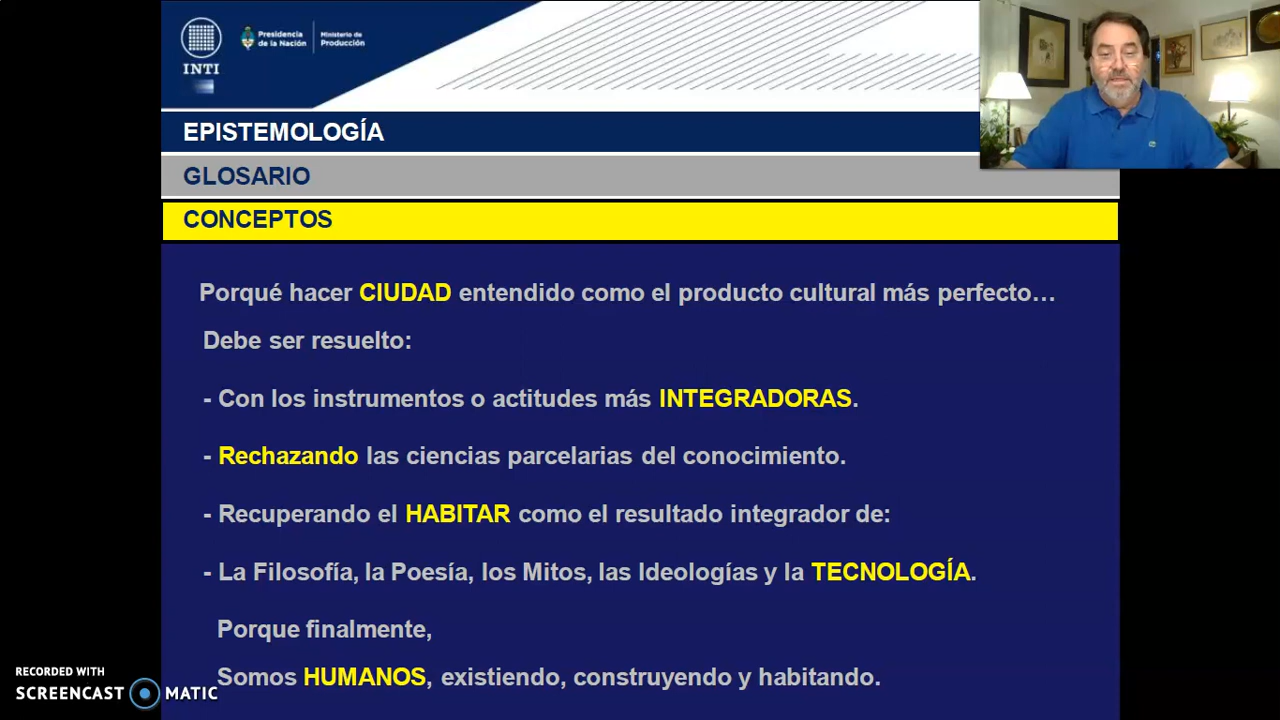 INTI
Presidencia
de la Nación
Ministerio de
Producción
EPISTEMOLOGÍA
GLOSARIO
CONCEPTOS
Porqué hacer CIUDAD entendido como el producto cultural más perfecto…
Debe ser resuelto:
- Con los instrumentos o actitudes más INTEGRADORAS.
- Rechazando las ciencias parcelarias del conocimiento.
- Recuperando el HABITAR como el resultado integrador de:
- La Filosofía, la Poesía, los Mitos, las Ideologías y la TECNOLOGÍA.
Porque finalmente,
Somos HUMANOS, existiendo, construyendo y habitando.
RECORDED WITH
SCREENCAST MATIC